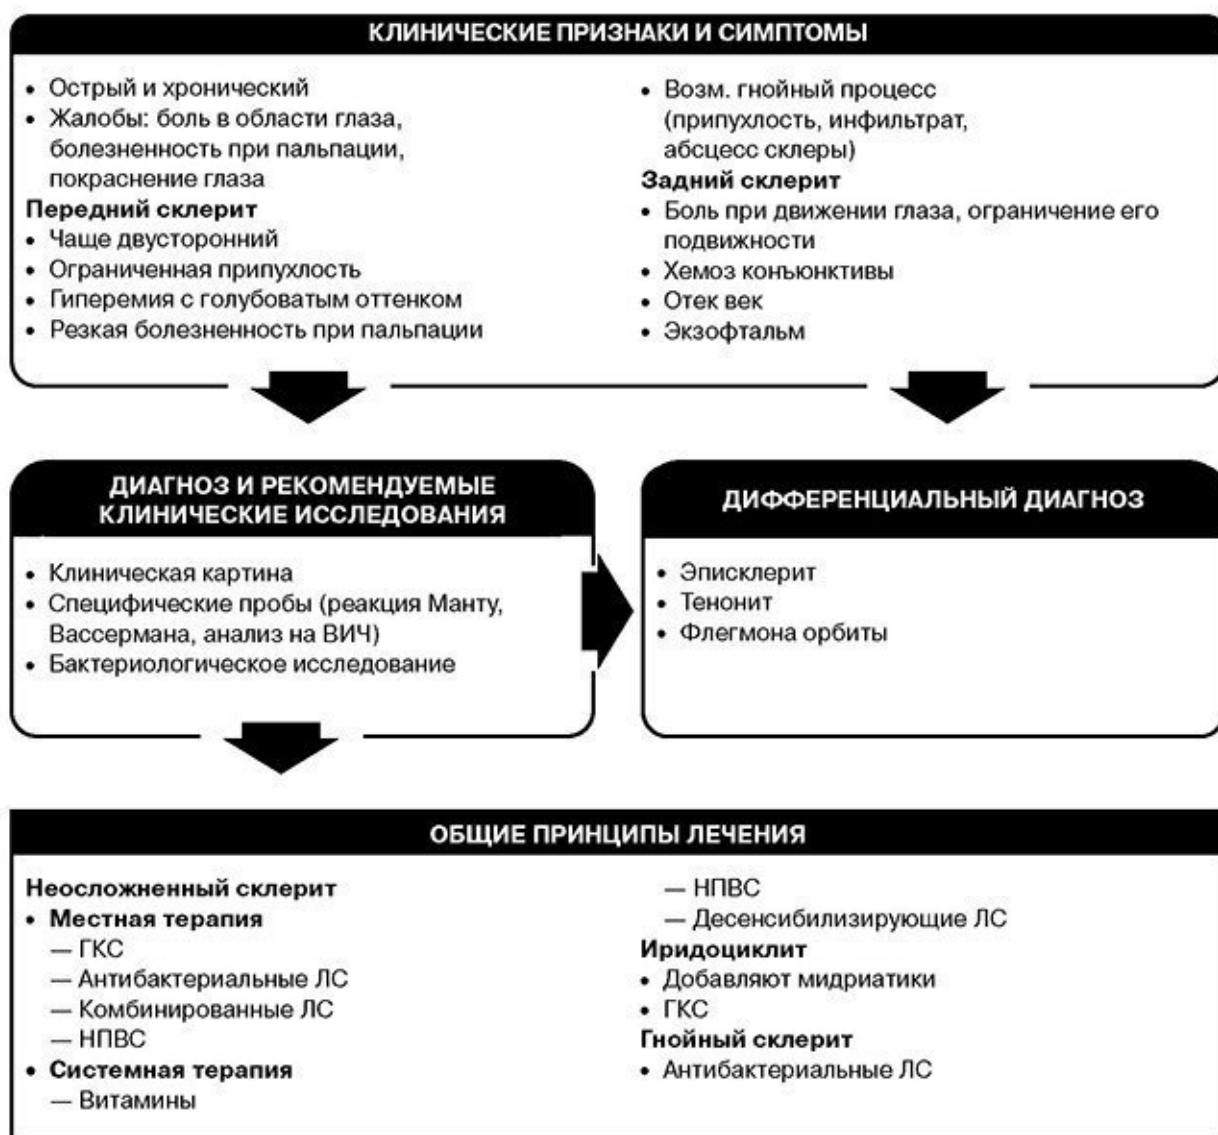 КЛИНИЧЕСКИЕ ПРИЗНАКИ И СИМПТОМЫ
• Острый и хронический
• Жалобы: боль в области глаза,
болезненность при пальпации,
покраснение глаза
Передний склерит
• Чаще двусторонний
• Ограниченная припухлость
• Гиперемия с голубоватым оттенком
• Резкая болезненность при пальпации
• Возм. гнойный процесс
(припухлость, инфильтрат,
абсцесс склеры)
Задний склерит
• Боль при движении глаза, ограничение его
подвижности
• Хемоз конъюнктивы
• Отек век
• Экзофтальм
ДИАГНОЗ И РЕКОМЕНДУЕМЫЕ
КЛИНИЧЕСКИЕ ИССЛЕДОВАНИЯ
• Клиническая картина
• Специфические пробы (реакция Манту,
Вассермана, анализ на ВИЧ)
• Бактериологическое исследование
ДИФФЕРЕНЦИАЛЬНЫЙ ДИАГНОЗ
• Эписклерит
• Тенонит
• Флегмона орбиты
ОБЩИЕ ПРИНЦИПЫ ЛЕЧЕНИЯ
Неосложненный склерит
• Местная терапия
— ГКС
— Антибактериальные ЛС
— Комбинированные ЛС
— НПВС
• Системная терапия
— Витамины
— НПВС
— Десенсибилизирующие ЛС
Иридоциклит
• Добавляют мидриатики
• ГКС
Гнойный склерит
• Антибактериальные ЛС